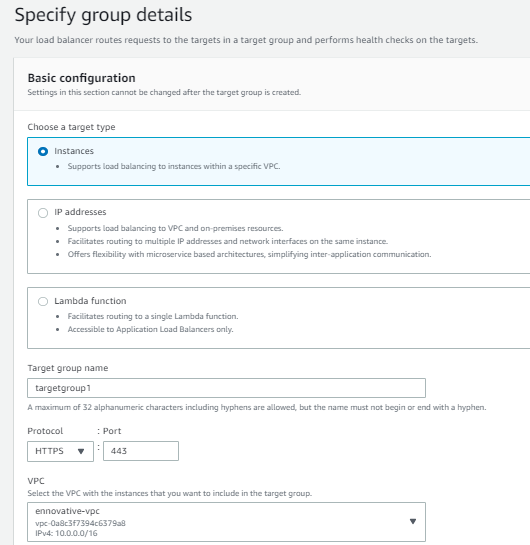 Specify group details
Your load balancer routes requests to the targets in a target group and performs health checks on the targets.
Basic configuration
Settings in this section cannot be changed after the target group is created.
Choose a target type
Instances
• Supports load balancing to instances within a specific VPC.
IP addresses
• Supports load balancing to VPC and on-premises resources.
• Facilitates routing to multiple IP addresses and network interfaces on the same instance.
• Offers flexibility with microservice based architectures, simplifying inter-application communication.
Lambda function
• Facilitates routing to a single Lambda function.
• Accessible to Application Load Balancers only.
Target group name
targetgroup1
A maximum of 32 alphanumeric characters including hyphens are allowed, but the name must not begin or end with a hyphen.
Protocol : Port
HTTPS : 443
VPC
Select the VPC with the instances that you want to include in the target group.
ennovative-vpc
vpc-0a8c3f7394c6379a8
IPv4: 10.0.0.0/16